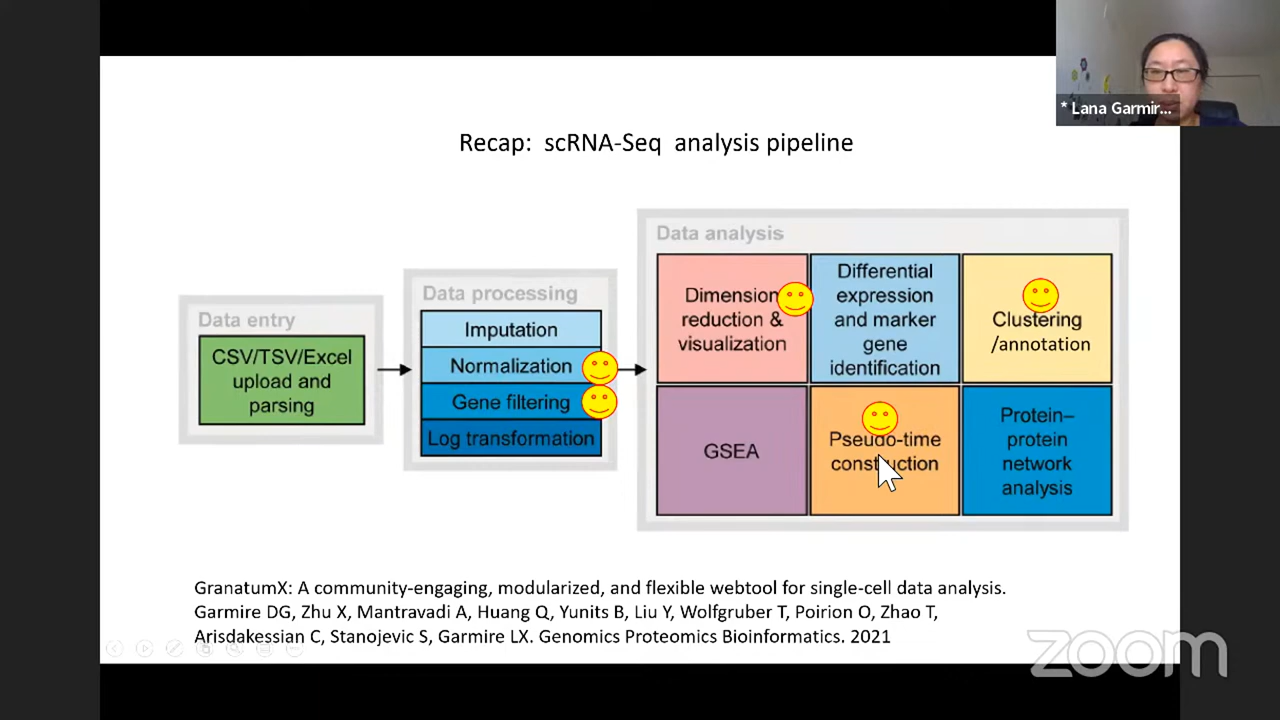 * Lana Garmir...
Recap: scRNA-Seq analysis pipeline
Data entry
CSV/TSV/Excel
upload and
parsing
Data processing
Imputation
Normalization
Gene filtering
Log transformation
Data analysis
Dimension
reduction &
visualization
Differential
expression
and marker
gene
identification
Clustering
/annotation
GSEA
Pseudo-time
construction
Protein–
protein
network
analysis
GranatumX: A community-engaging, modularized, and flexible webtool for single-cell data analysis.
Garmire DG, Zhu X, Mantravadi A, Huang Q, Yunits B, Liu Y, Wolfgruber T, Poirion O, Zhao T,
Arisdakessian C, Stanojevic S, Garmire LX. Genomics Proteomics Bioinformatics. 2021
zoom